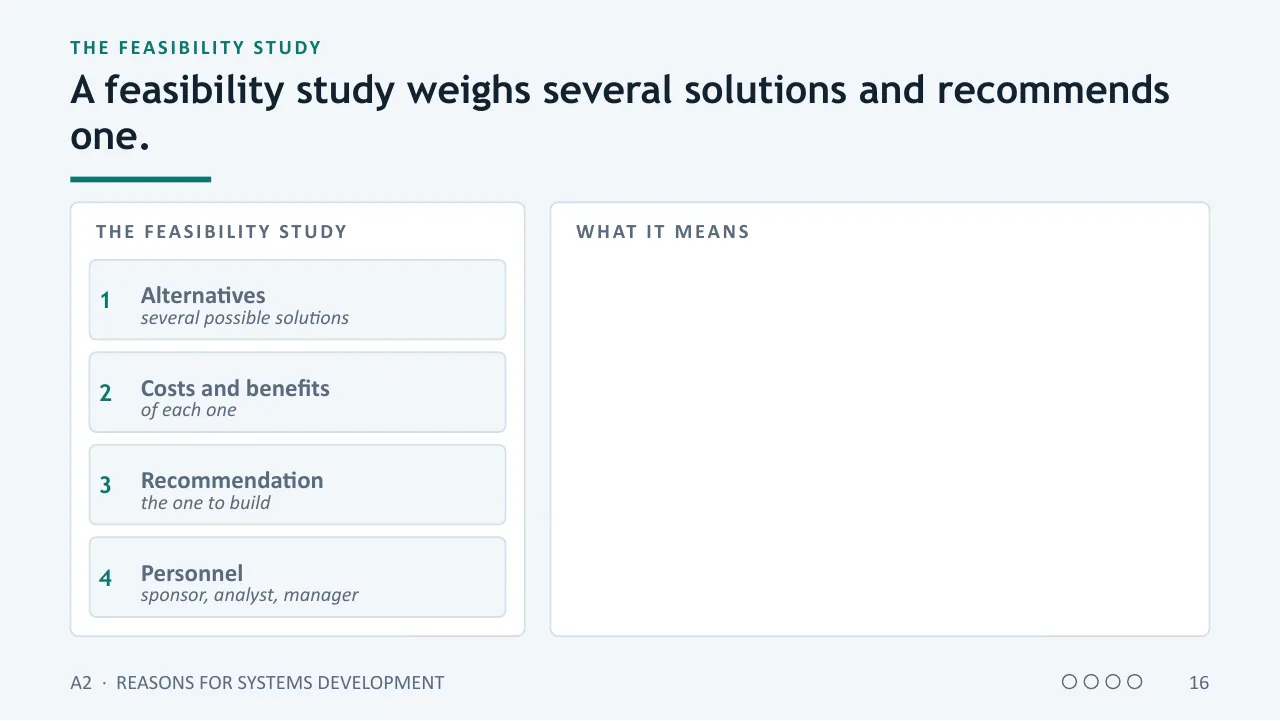 THE FEASIBILITY STUDY
A feasibility study weighs several solutions and recommends
one.
THE FEASIBILITY STUDY
1 Alternatives
several possible solutions
2 Costs and benefits
of each one
3 Recommendation
the one to build
4 Personnel
sponsor, analyst, manager
WHAT IT MEANS
A2 · REASONS FOR SYSTEMS DEVELOPMENT
16